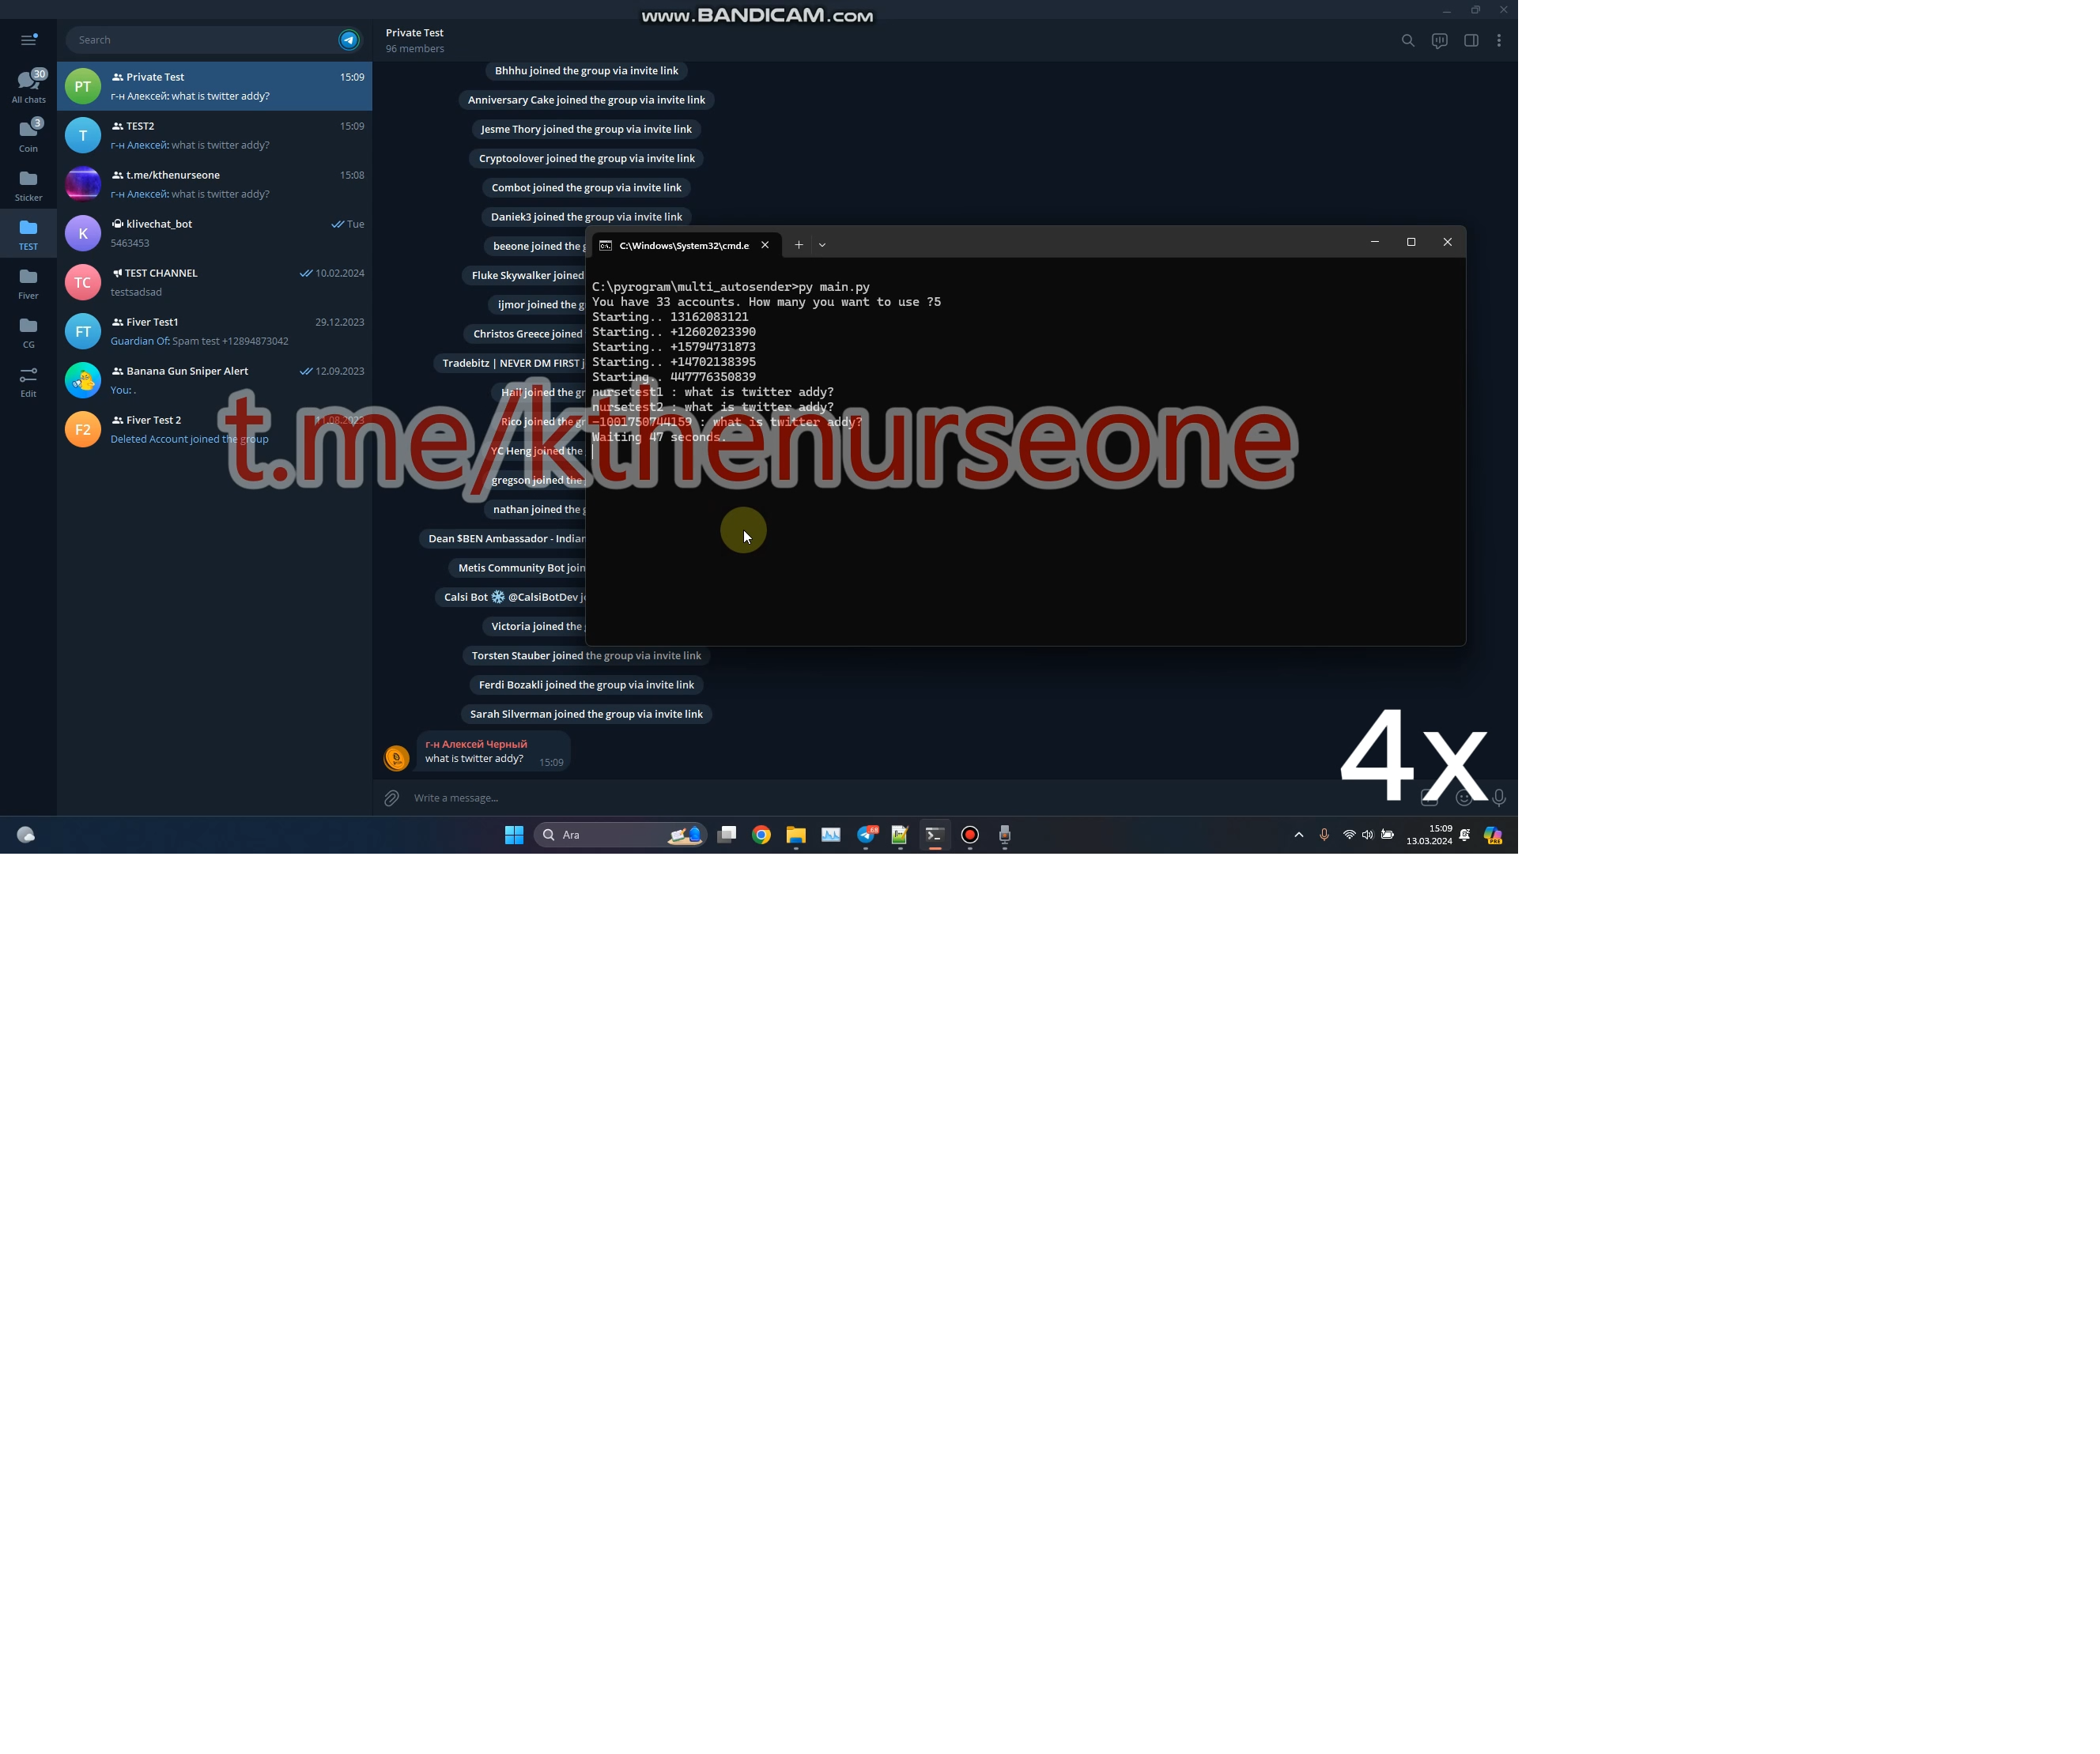 www.BANDICAM.com
Search
Private Test
96 members
30
All chats
3
Coin
Sticker
TEST
Fiver
CG
Edit
PT
Private Test
15:09
г-н Алексей: what is twitter addy?
T
TEST2
15:09
г-н Алексей: what is twitter addy?
t.me/kthenurseone
15:08
г-н Алексей: what is twitter addy?
K
klivechat_bot
Tue
5463453
TC
TEST CHANNEL
10.02.2024
testsadsad
FT
Fiver Test1
29.12.2023
Guardian Of: Spam test +12894873042
Banana Gun Sniper Alert
12.09.2023
You: .
F2
Fiver Test 2
11.08.2023
Deleted Account joined the group
Bhhhu joined the group via invite link
Anniversary Cake joined the group via invite link
Jesme Thory joined the group via invite link
Cryptoolover joined the group via invite link
Combot joined the group via invite link
Daniek3 joined the group via invite link
beeone joined the g
Fluke Skywalker joined
ijmor joined the g
Christos Greece joined
Tradebitz | NEVER DM FIRST j
Hail joined the gr
Rico joined the gr
YC Heng joined the
gregson joined the
nathan joined the g
Dean $BEN Ambassador - Indian
Metis Community Bot join
Calsi Bot ❄️ @CalsiBotDev j
Victoria joined the g
Torsten Stauber joined the group via invite link
Ferdi Bozakli joined the group via invite link
Sarah Silverman joined the group via invite link
г-н Алексей Черный
what is twitter addy?
15:09
Write a message...
C:\Windows\System32\cmd.e
C:\pyrogram\multi_autosender>py main.py
You have 33 accounts. How many you want to use ?5
Starting.. 13162083121
Starting.. +12602023390
Starting.. +15794731873
Starting.. +14702138395
Starting.. 447776350839
nursetest1 : what is twitter addy?
nursetest2 : what is twitter addy?
-1001750744159 : what is twitter addy?
Waiting 47 seconds.
t.me/kthenurseone
4x
Ara
68
15:09
13.03.2024
PRE